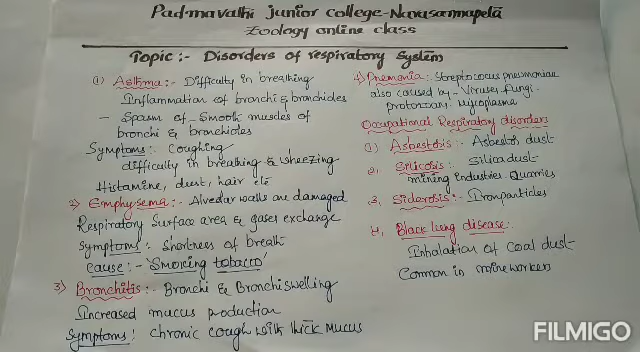 Padmavathi Junior college-Narasannapeta
Zoology online class
Topic :- Disorders of respiratory System
1) Asthma :- Difficulty in breathing
Inflammation of bronchi & bronchioles
- Spasm of - Smooth muscles of
bronchi & bronchioles
Symptoms :- Coughing
difficulty in breathing & wheezing
Histamine, dust, hair etc
2) Emphysema :- Alveolar walls are damaged
Respiratory Surface area & gases exchange
Symptoms : Shortness of breath
cause :- 'Smoking tobacco'
3) Bronchitis :- Bronchi & Bronchi swelling
Increased mucus production
Symptoms : chronic cough with thick Mucus
4) Pnemonia :- Streptococus pneumoniae
also caused by - Viruses, fungi-
protozoans mycoplasma
Occupational Respiratory disorders
1) Asbestosis :- Asbestos dust
2, Silicosis :- Silica dust
mining industries Quarries
3, Siderosis :- Iron particles
4, Black Lung disease :-
Inhalation of Coal dust
Common in mine workers
FILMIGO